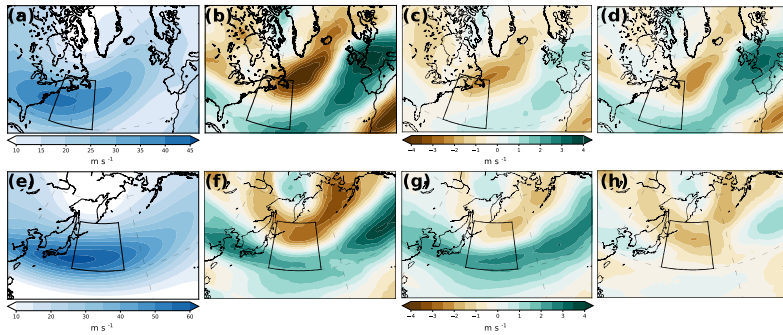 (a) (b) (c) (d)
10 15 20 25 30 35 40 45 −4 −3 −2 −1 0 1 2 3 4
m s⁻¹ m s⁻¹
(e) (f) (g) (h)
10 20 30 40 50 60 −4 −3 −2 −1 0 1 2 3 4
m s⁻¹ m s⁻¹